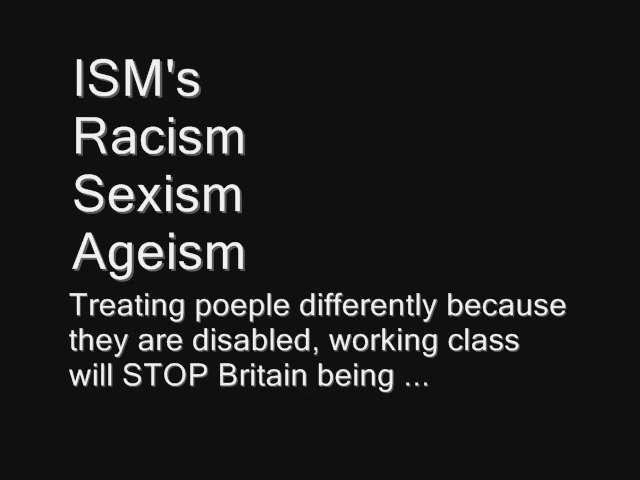 ISM's
Racism
Sexism
Ageism
Treating poeple differently because
they are disabled, working class
will STOP Britain being ...